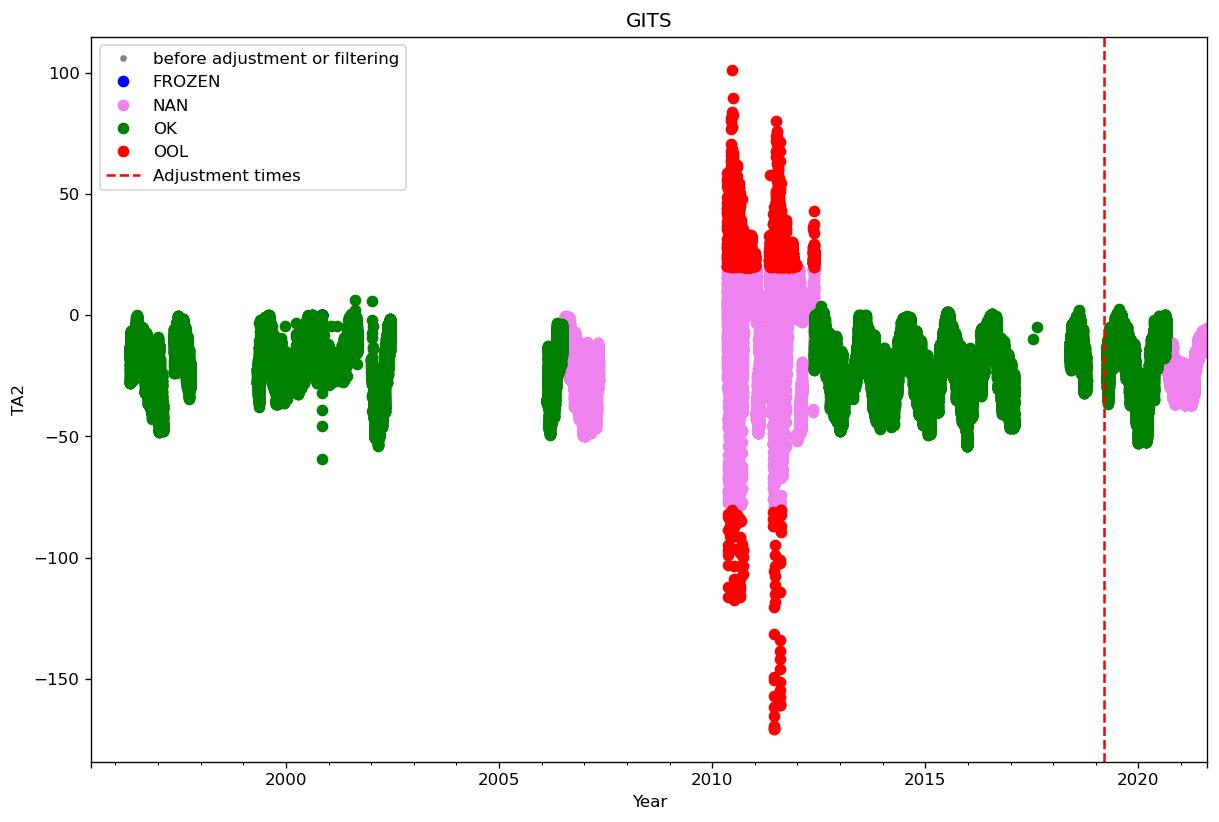 GITS
before adjustment or filtering
FROZEN
NAN
OK
OOL
Adjustment times
100
50
0
−50
−100
−150
TA2
2000 2005 2010 2015 2020
Year